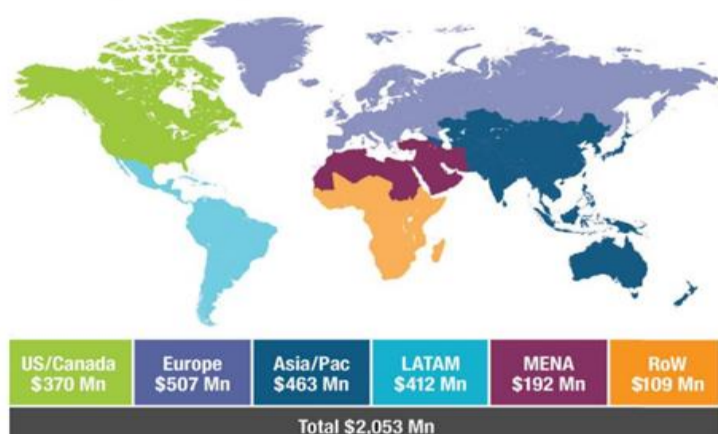 US/Canada
$370 Mn
Europe
$507 Mn
Asia/Pac
$463 Mn
LATAM
$412 Mn
MENA
$192 Mn
RoW
$109 Mn
Total $2,053 Mn